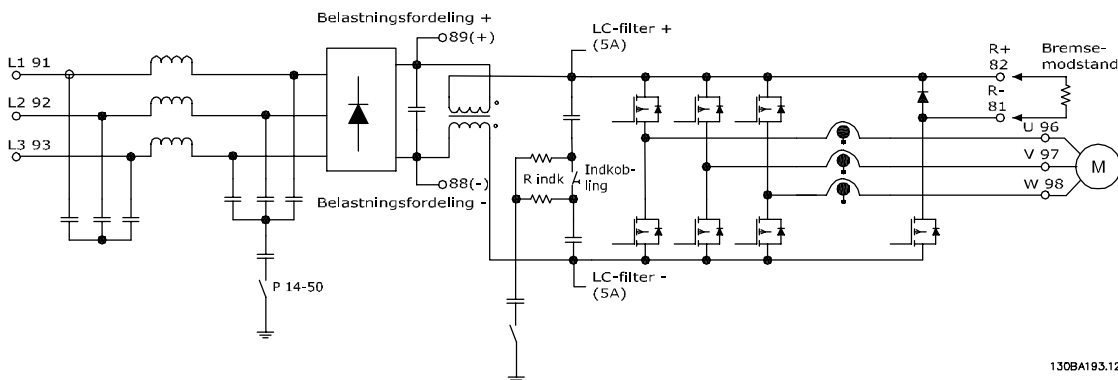 Belastningsfordeling +
89(+)
LC-filter +
(5A)
R+
82
Bremse-
modstand
R-
81
L1 91
L2 92
L3 93
U 96
V 97
W 98
M
R indk
Indkob-
ling
88(-)
Belastningsfordeling -
LC-filter -
(5A)
P 14-50
130BA193.12